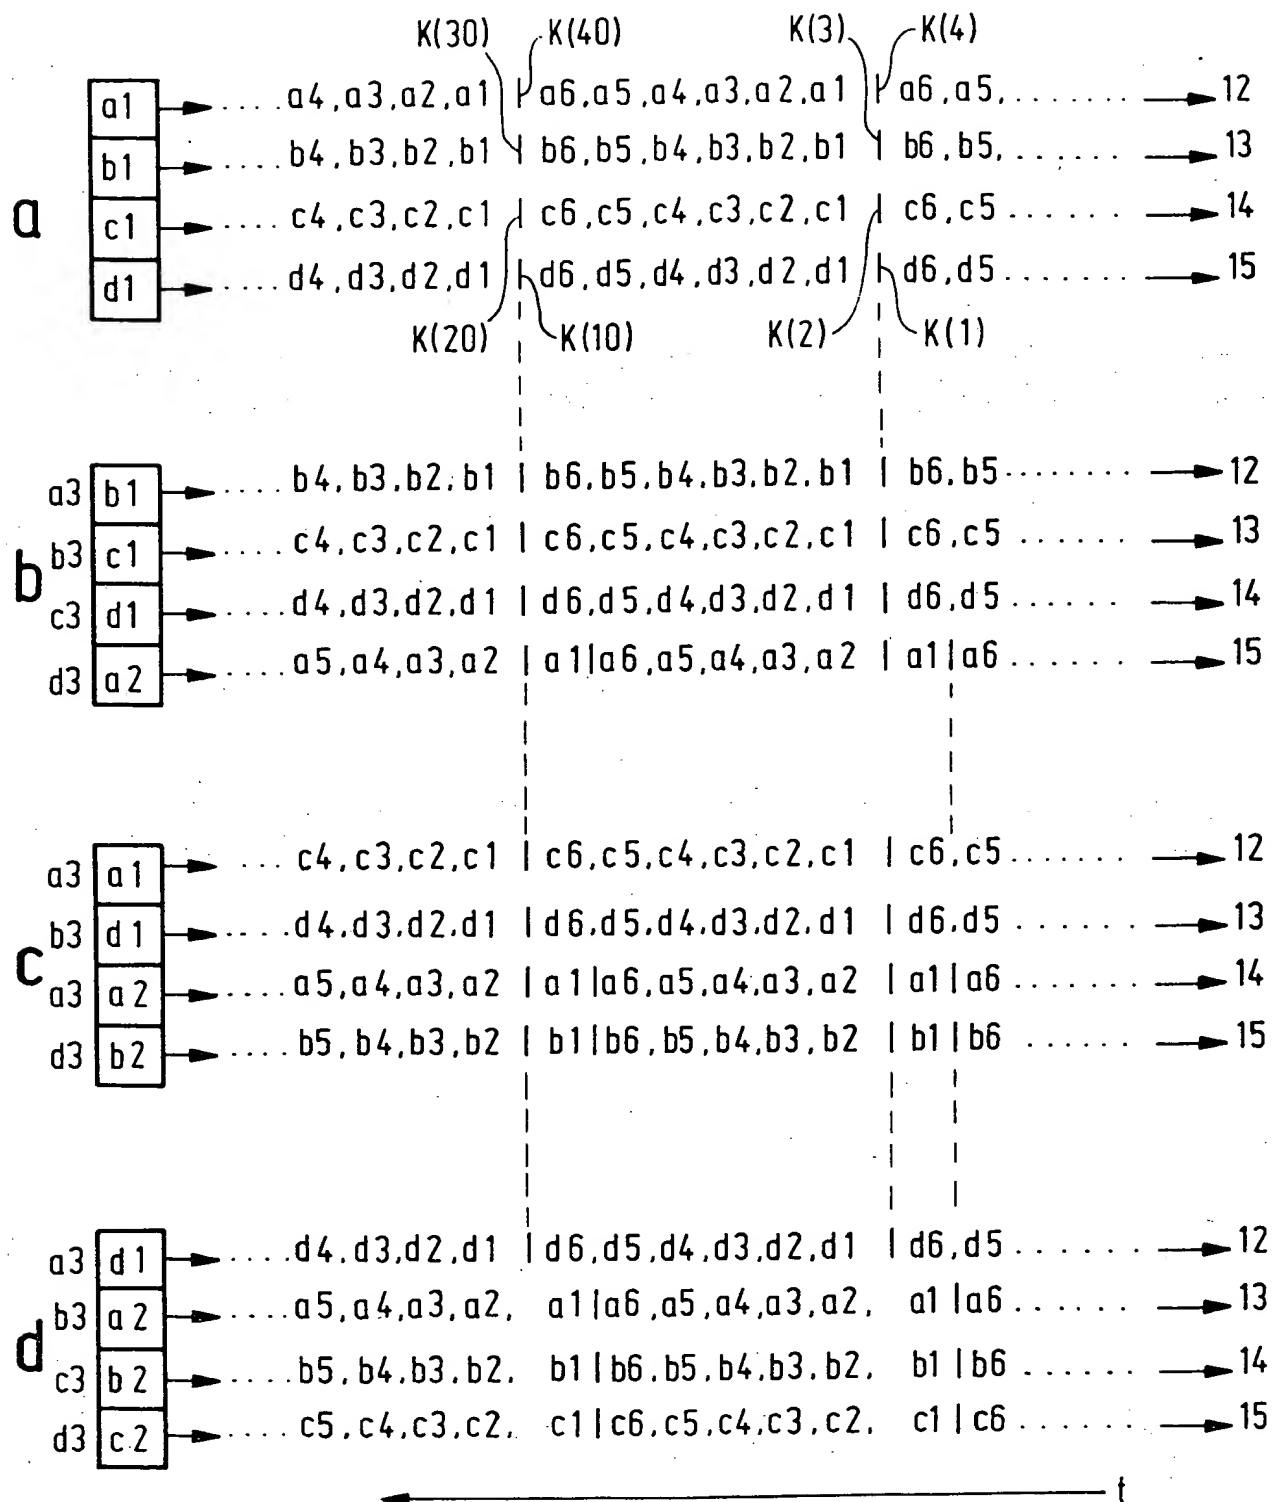 K(30) K(40) K(3) K(4)
a1 .... a4,a3,a2,a1 | a6,a5,a4,a3,a2,a1 | a6,a5, ....... 12
b1 .... b4,b3,b2,b1 | b6,b5,b4,b3,b2,b1 | b6,b5, ...... 13
a
c1 .... c4,c3,c2,c1 | c6,c5,c4,c3,c2,c1 | c6,c5 ...... 14
d1 .... d4,d3,d2,d1 | d6,d5,d4,d3,d2,d1 | d6,d5 ....... 15
K(20) K(10) K(2) K(1)
a3 b1 .... b4,b3,b2,b1 | b6,b5,b4,b3,b2,b1 | b6,b5 ....... 12
b3 c1 .... c4,c3,c2,c1 | c6,c5,c4,c3,c2,c1 | c6,c5 ...... 13
b
c3 d1 .... d4,d3,d2,d1 | d6,d5,d4,d3,d2,d1 | d6,d5 ...... 14
d3 a2 .... a5,a4,a3,a2 | a1|a6,a5,a4,a3,a2 | a1|a6 ...... 15
a3 a1 .... c4,c3,c2,c1 | c6,c5,c4,c3,c2,c1 | c6,c5 ...... 12
b3 d1 .... d4,d3,d2,d1 | d6,d5,d4,d3,d2,d1 | d6,d5 ...... 13
c
a3 a2 .... a5,a4,a3,a2 | a1|a6,a5,a4,a3,a2 | a1|a6 ....... 14
d3 b2 .... b5,b4,b3,b2 | b1|b6,b5,b4,b3,b2 | b1|b6 ...... 15
a3 d1 .... d4,d3,d2,d1 | d6,d5,d4,d3,d2,d1 | d6,d5 ....... 12
b3 a2 .... a5,a4,a3,a2, a1|a6,a5,a4,a3,a2, a1|a6 ....... 13
d
c3 b2 .... b5,b4,b3,b2, b1|b6,b5,b4,b3,b2, b1|b6 ...... 14
d3 c2 .... c5,c4,c3,c2, c1|c6,c5,c4,c3,c2, c1|c6 ...... 15
t